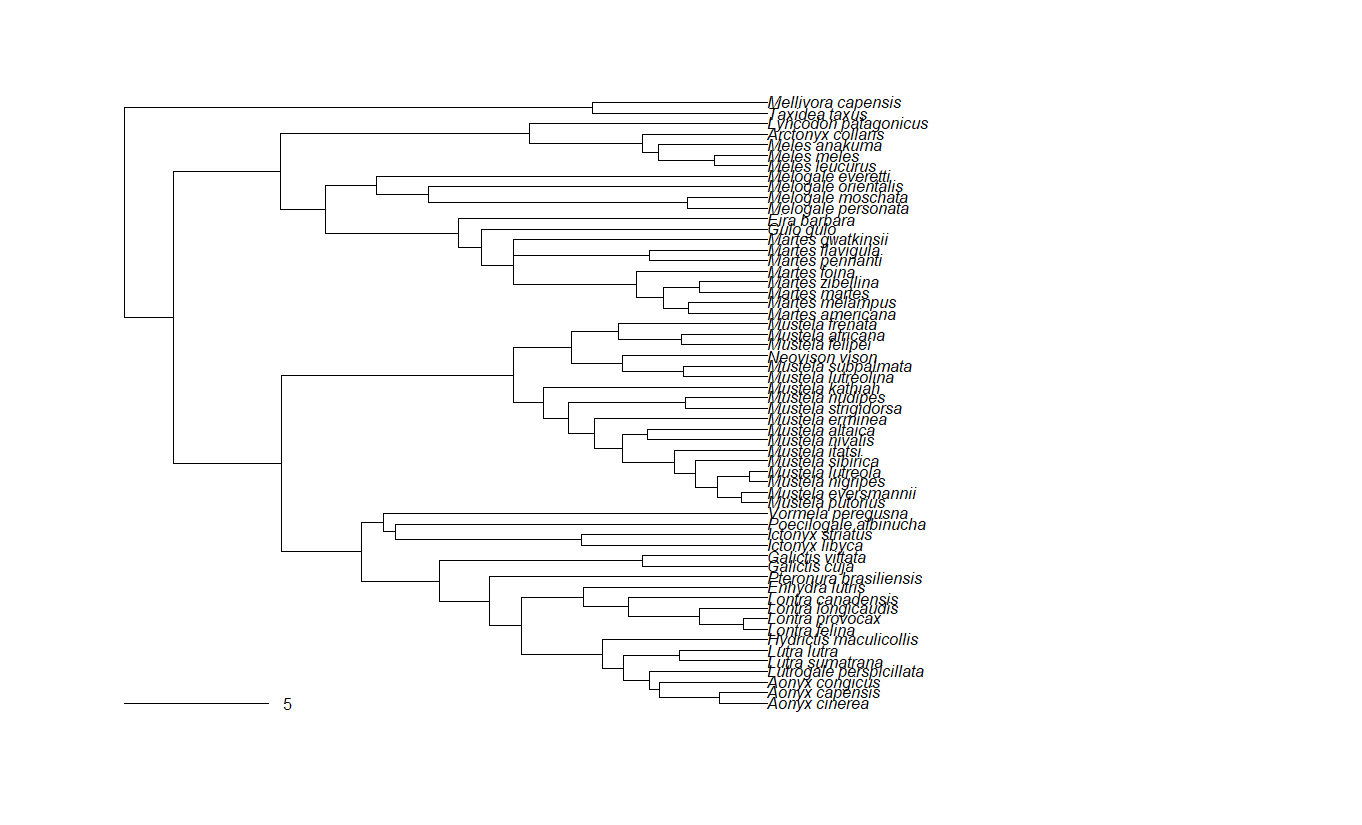 Mellivora capensis
Taxidea taxus
Lyncodon patagonicus
Arctonyx collaris
Meles anakuma
Meles meles
Meles leucurus
Melogale everetti
Melogale orientalis
Melogale moschata
Melogale personata
Eira barbara
Gulo gulo
Martes gwatkinsii
Martes flavigula
Martes pennanti
Martes foina
Martes zibellina
Martes martes
Martes melampus
Martes americana
Mustela frenata
Mustela africana
Mustela felipei
Neovison vison
Mustela subpalmata
Mustela lutreolina
Mustela kathiah
Mustela nudipes
Mustela strigidorsa
Mustela erminea
Mustela altaica
Mustela nivalis
Mustela itatsi
Mustela sibirica
Mustela lutreola
Mustela nigripes
Mustela eversmannii
Mustela putorius
Vormela peregusna
Poecilogale albinucha
Ictonyx striatus
Ictonyx libyca
Galictis vittata
Galictis cuja
Pteronura brasiliensis
Enhydra lutris
Lontra canadensis
Lontra longicaudis
Lontra provocax
Lontra felina
Hydrictis maculicollis
Lutra lutra
Lutra sumatrana
Lutrogale perspicillata
Aonyx congicus
Aonyx capensis
Aonyx cinerea
5